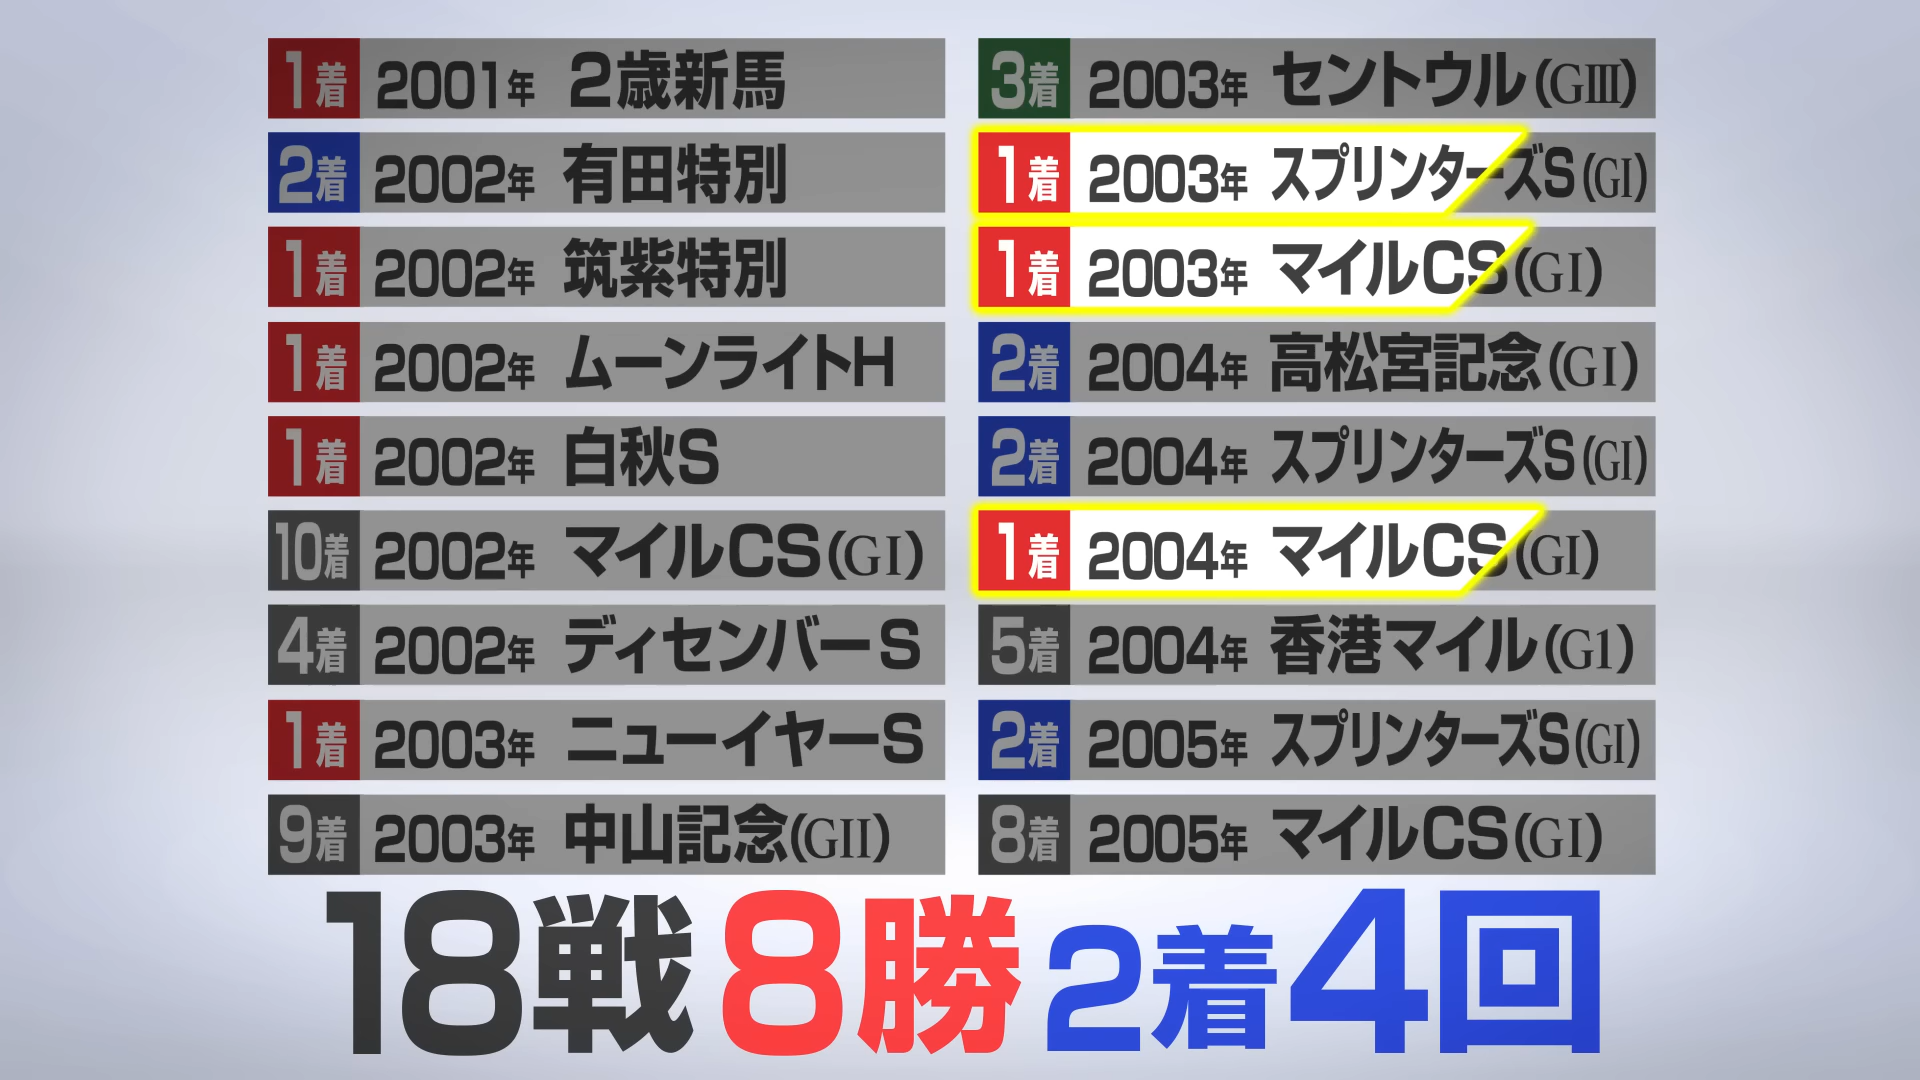 1着 2001年 2歳新馬
2着 2002年 有田特別
1着 2002年 筑紫特別
1着 2002年 ムーンライトH
1着 2002年 白秋S
10着 2002年 マイルCS(GI)
4着 2002年 ディセンバーS
1着 2003年 ニューイヤーS
9着 2003年 中山記念(GII)
3着 2003年 セントウル(GIII)
1着 2003年 スプリンターズS(GI)
1着 2003年 マイルCS(GI)
2着 2004年 高松宮記念(GI)
2着 2004年 スプリンターズS(GI)
1着 2004年 マイルCS(GI)
5着 2004年 香港マイル(G1)
2着 2005年 スプリンターズS(GI)
8着 2005年 マイルCS(GI)
18戦 8勝 2着4回